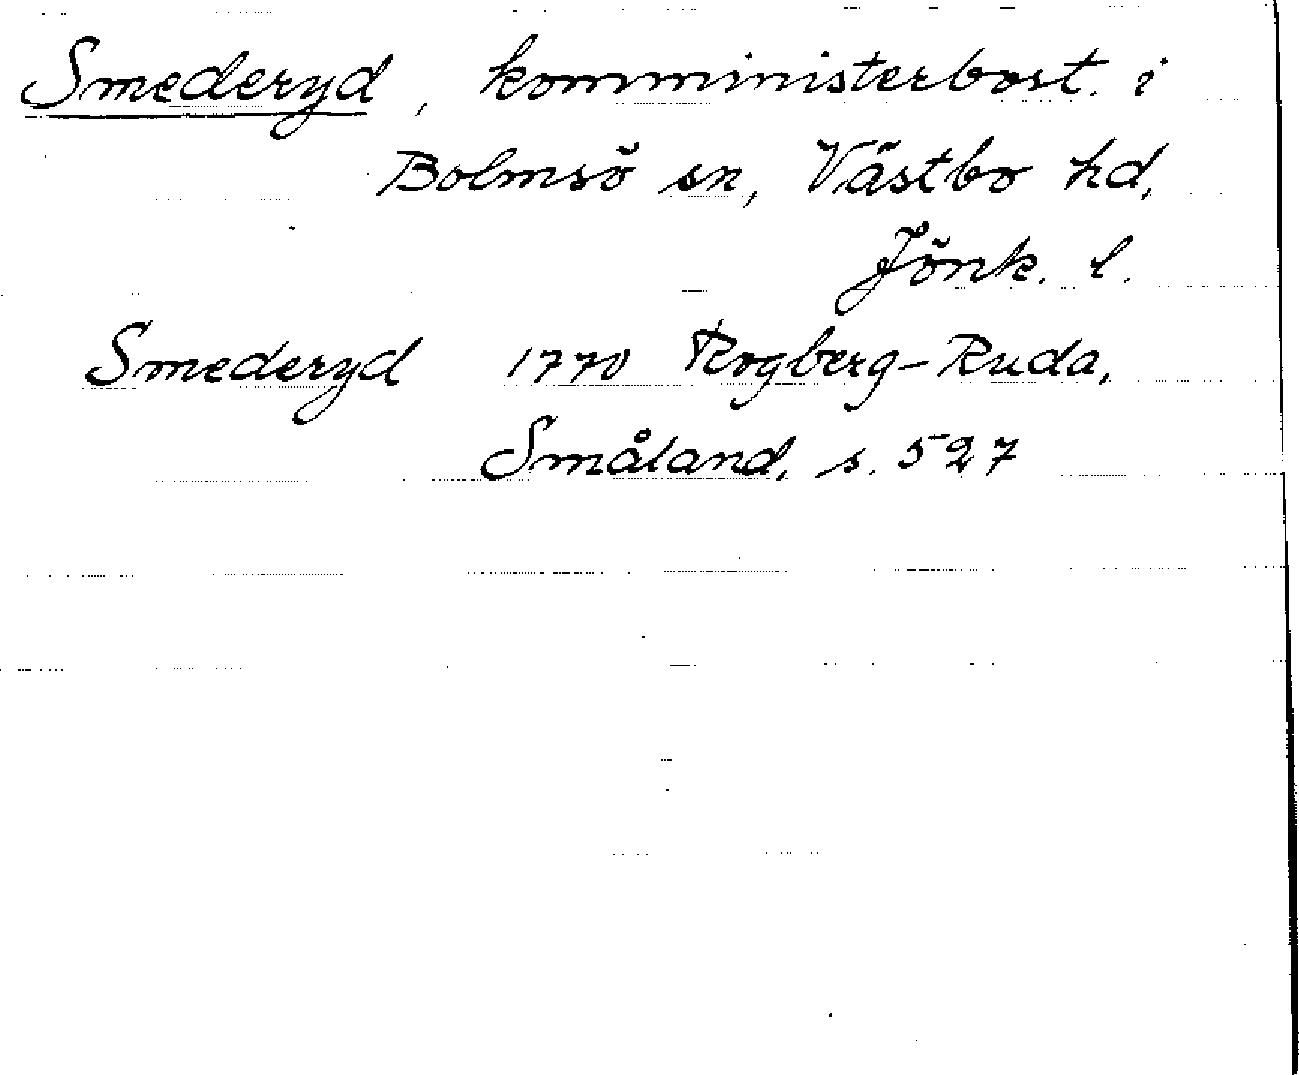 Smederyd, komministerbost. i
Bolmsö sn, Västbo hd,
Jönk. l.
Smederyd 1770 Rogberg-Ruda,
Småland, s. 527